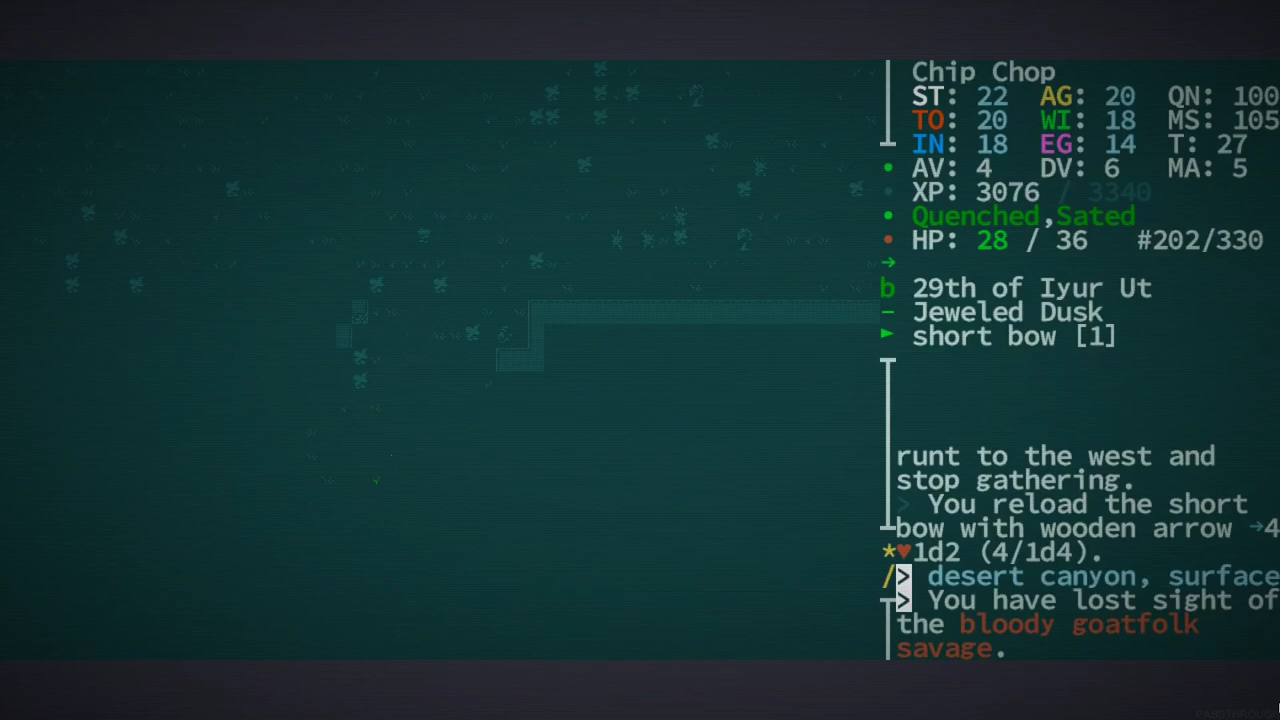 Chip Chop
ST: 22 AG: 20 QN: 100
TO: 20 WI: 18 MS: 105
IN: 18 EG: 14 T: 27
AV: 4 DV: 6 MA: 5
XP: 3076 / 3340
Quenched,Sated
HP: 28 / 36 #202/330
→
b 29th of Iyur Ut
- Jeweled Dusk
► short bow [1]
runt to the west and
stop gathering.
> You reload the short
bow with wooden arrow →4
*♥1d2 (4/1d4).
/> desert canyon, surface
> You have lost sight of
the bloody goatfolk
savage.